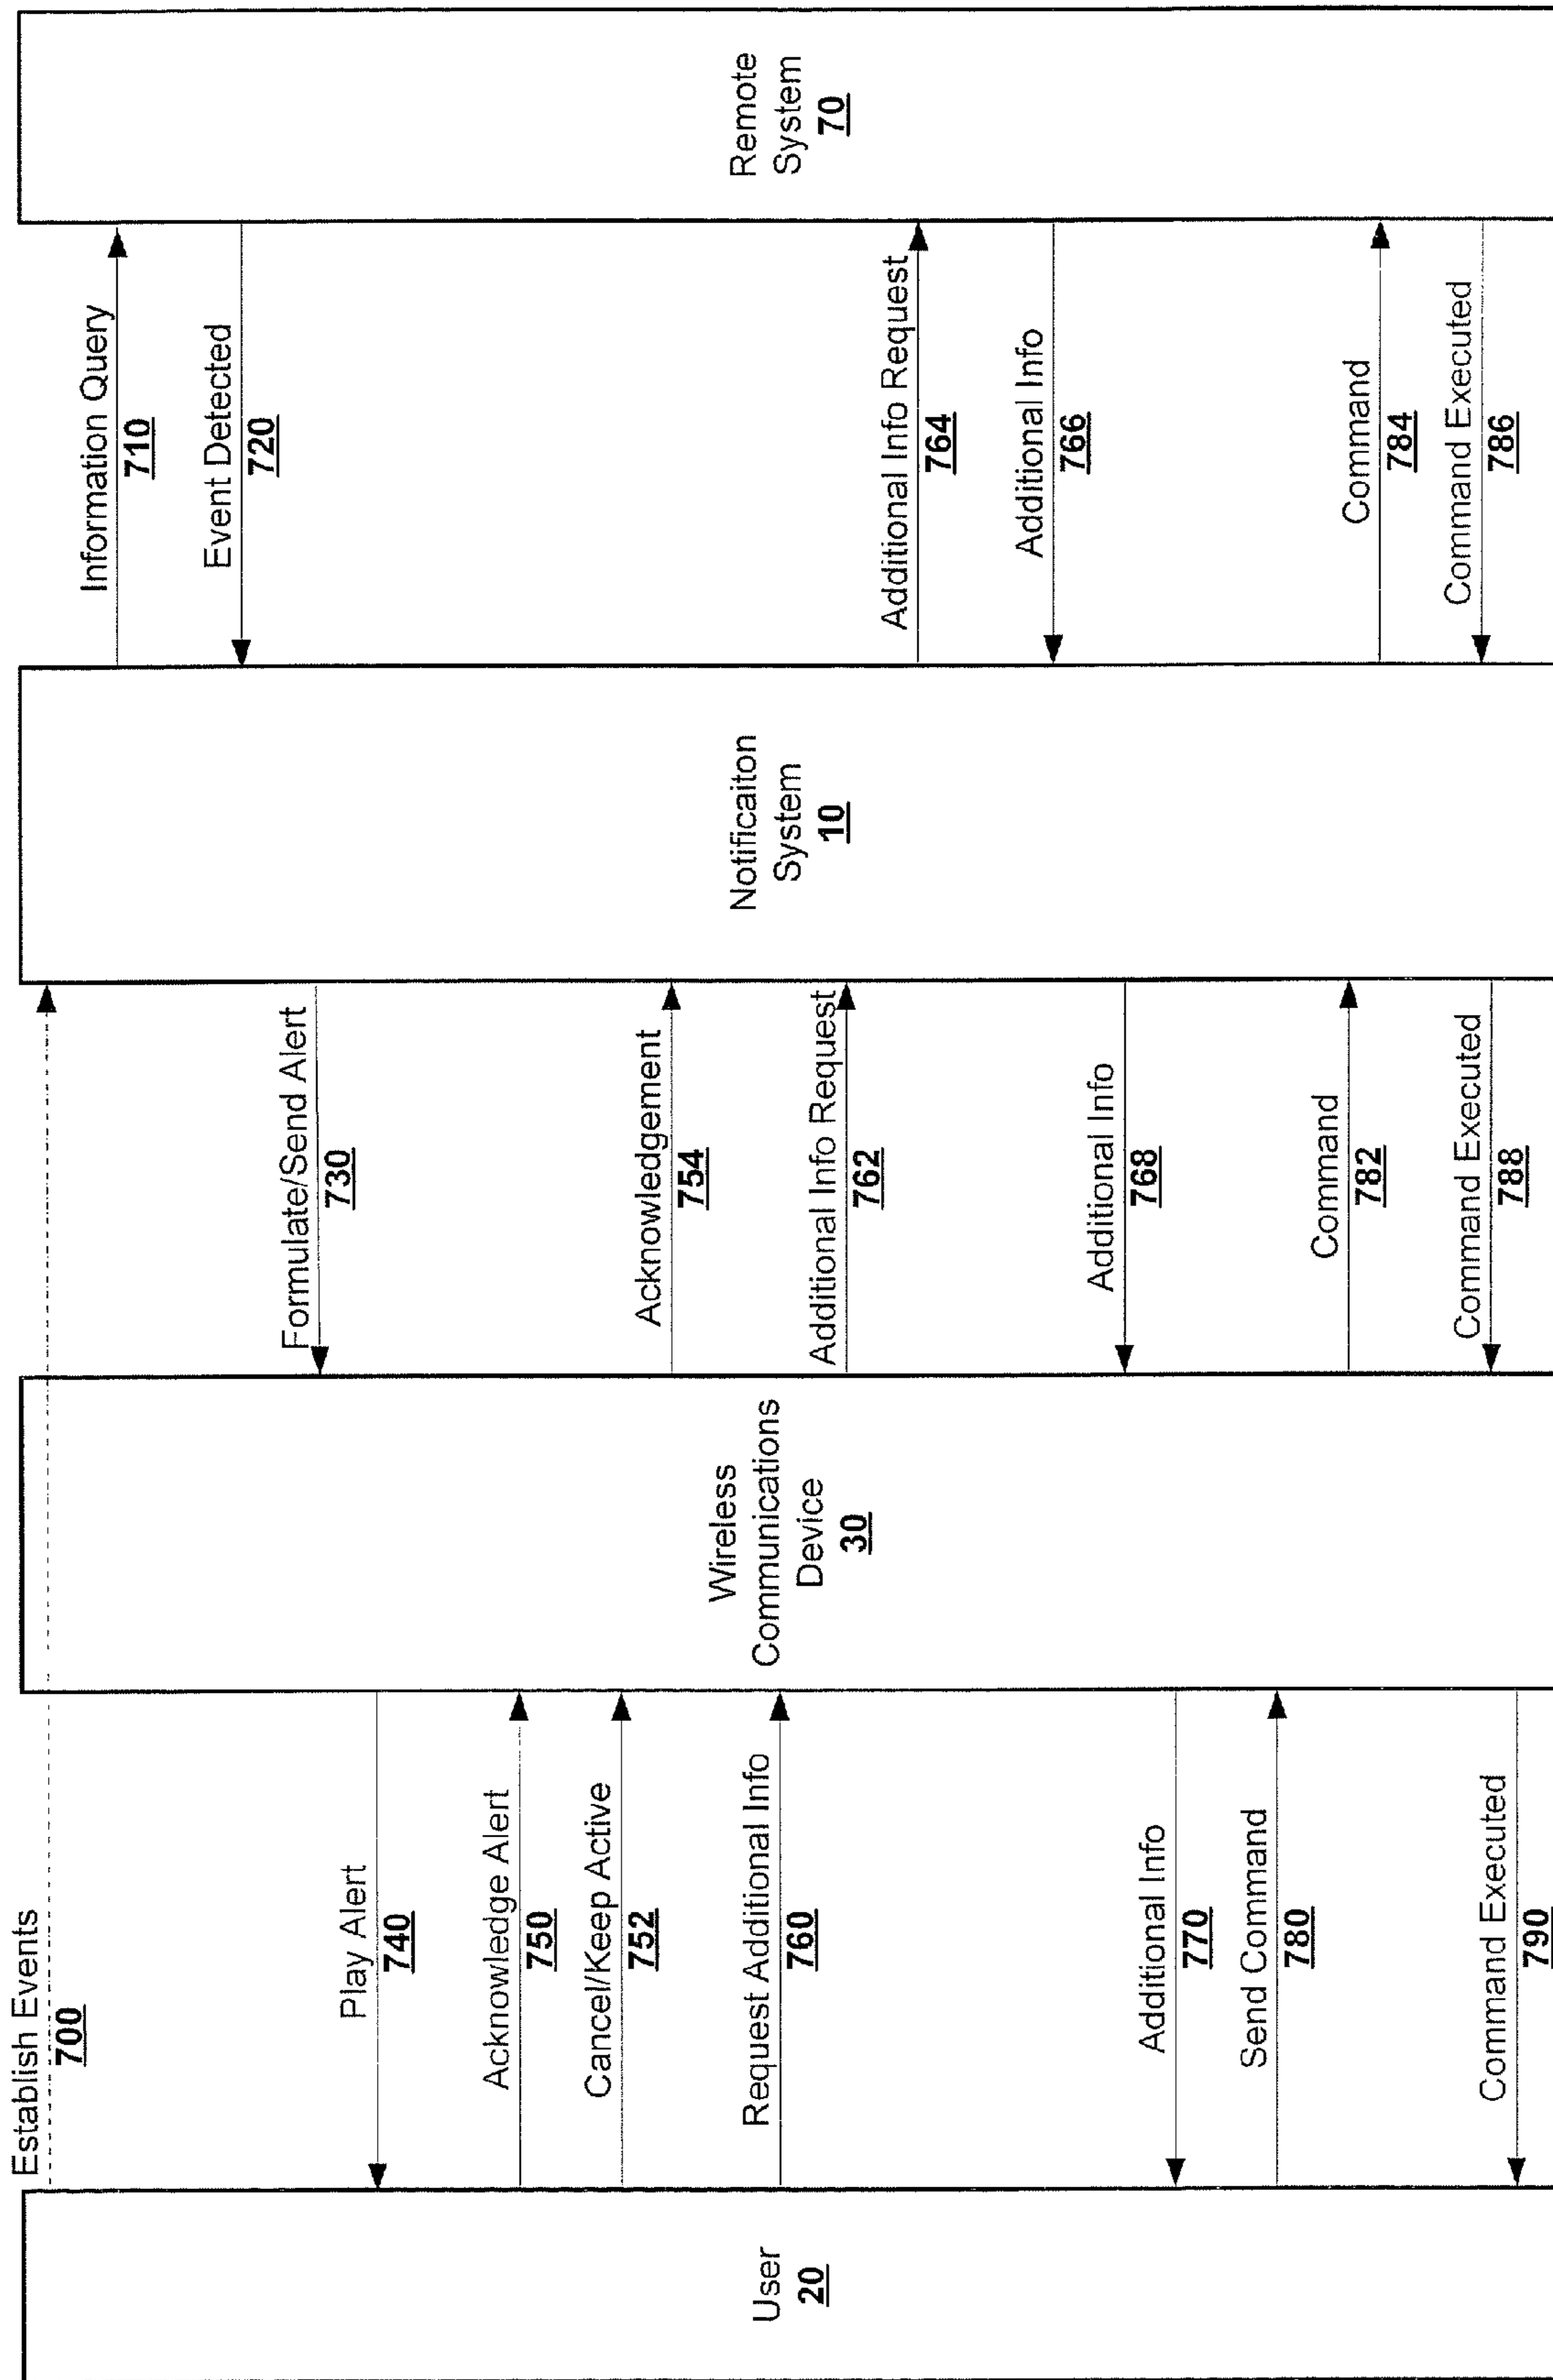 Establish Events
700
Information Query
710
Event Detected
720
Formulate/Send Alert
730
Play Alert
740
Acknowledge Alert
750
Cancel/Keep Active
752
Acknowledgement
754
User
20
Wireless
Communications
Device
30
Notificaiton
System
10
Remote
System
70
Request Additional Info
760
Additional Info Request
762
Additional Info Request
764
Additional Info
766
Additional Info
768
Additional Info
770
Send Command
780
Command
782
Command
784
Command Executed
786
Command Executed
788
Command Executed
790